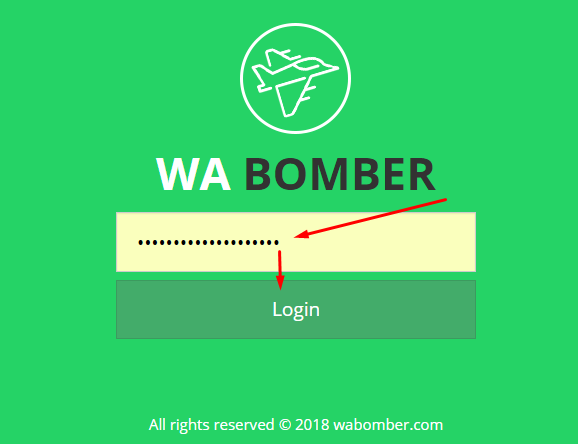 WA BOMBER
••••••••••••••••••••
Login
All rights reserved © 2018 wabomber.com